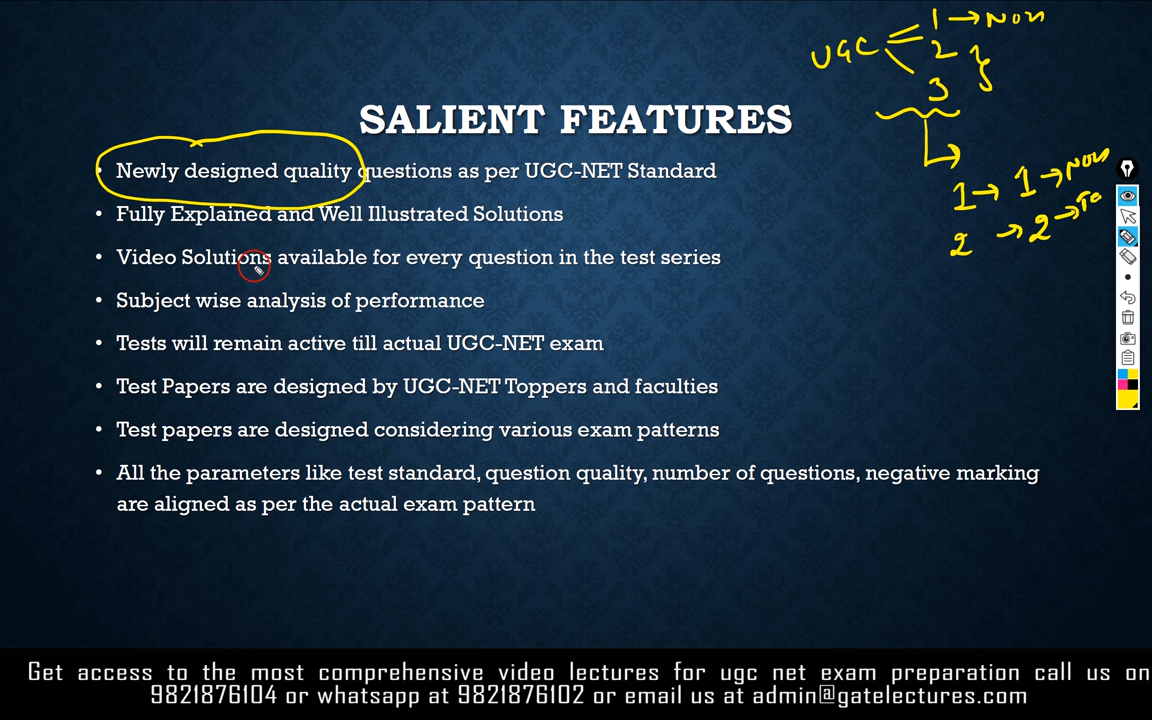 UGC 1 → Non
2
3
SALIENT FEATURES
• Newly designed quality questions as per UGC-NET Standard
1 → 1 → Non
• Fully Explained and Well Illustrated Solutions
2 → 2 →
• Video Solutions available for every question in the test series
• Subject wise analysis of performance
• Tests will remain active till actual UGC-NET exam
• Test Papers are designed by UGC-NET Toppers and faculties
• Test papers are designed considering various exam patterns
• All the parameters like test standard, question quality, number of questions, negative marking
are aligned as per the actual exam pattern
Get access to the most comprehensive video lectures for ugc net exam preparation call us on
9821876104 or whatsapp at 9821876102 or email us at admin@gatelectures.com